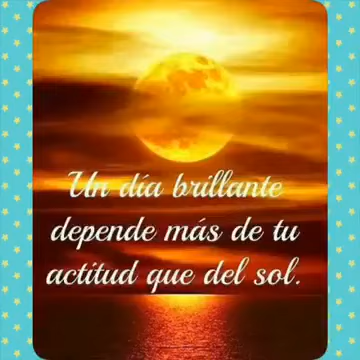 Un día brillante
depende más de tu
actitud que del sol.